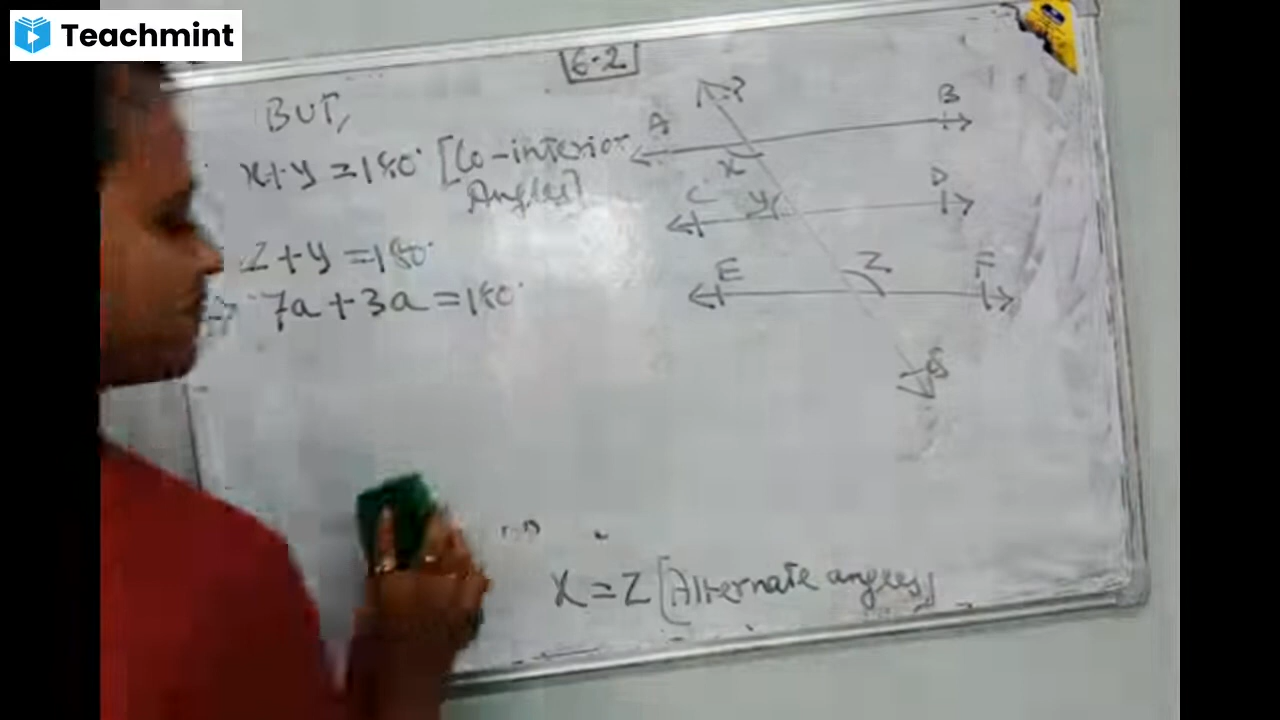 Teachmint
6.2
BUT,
x+y=180° [Co-interior
Angles]
z+y=180°
⇒ 7a+3a=180°
A
B
x
C
y
D
E
Z
F
X=Z [Alternate angles]